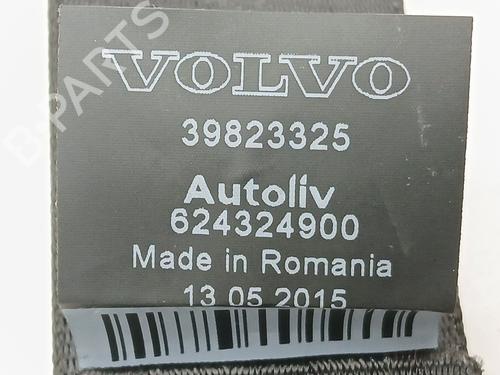 VOLVO
39823325
Autoliv
624324900
Made in Romania
13 05 2015
B-PARTS